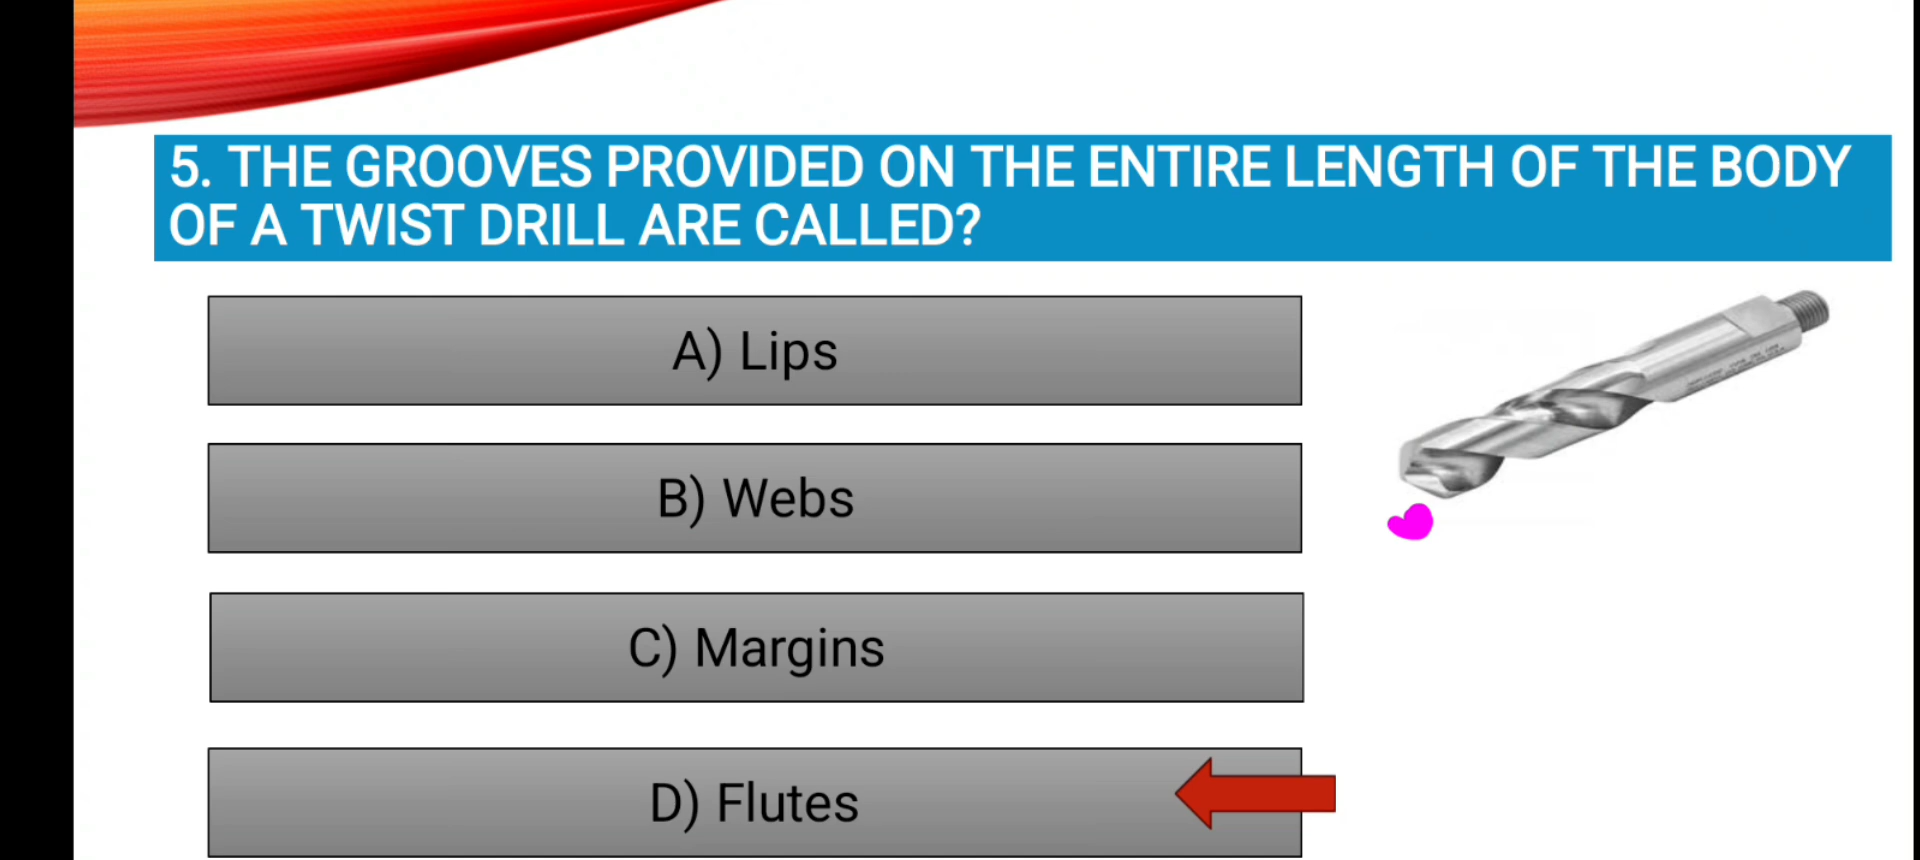 5. THE GROOVES PROVIDED ON THE ENTIRE LENGTH OF THE BODY
OF A TWIST DRILL ARE CALLED?
A) Lips
B) Webs
C) Margins
D) Flutes